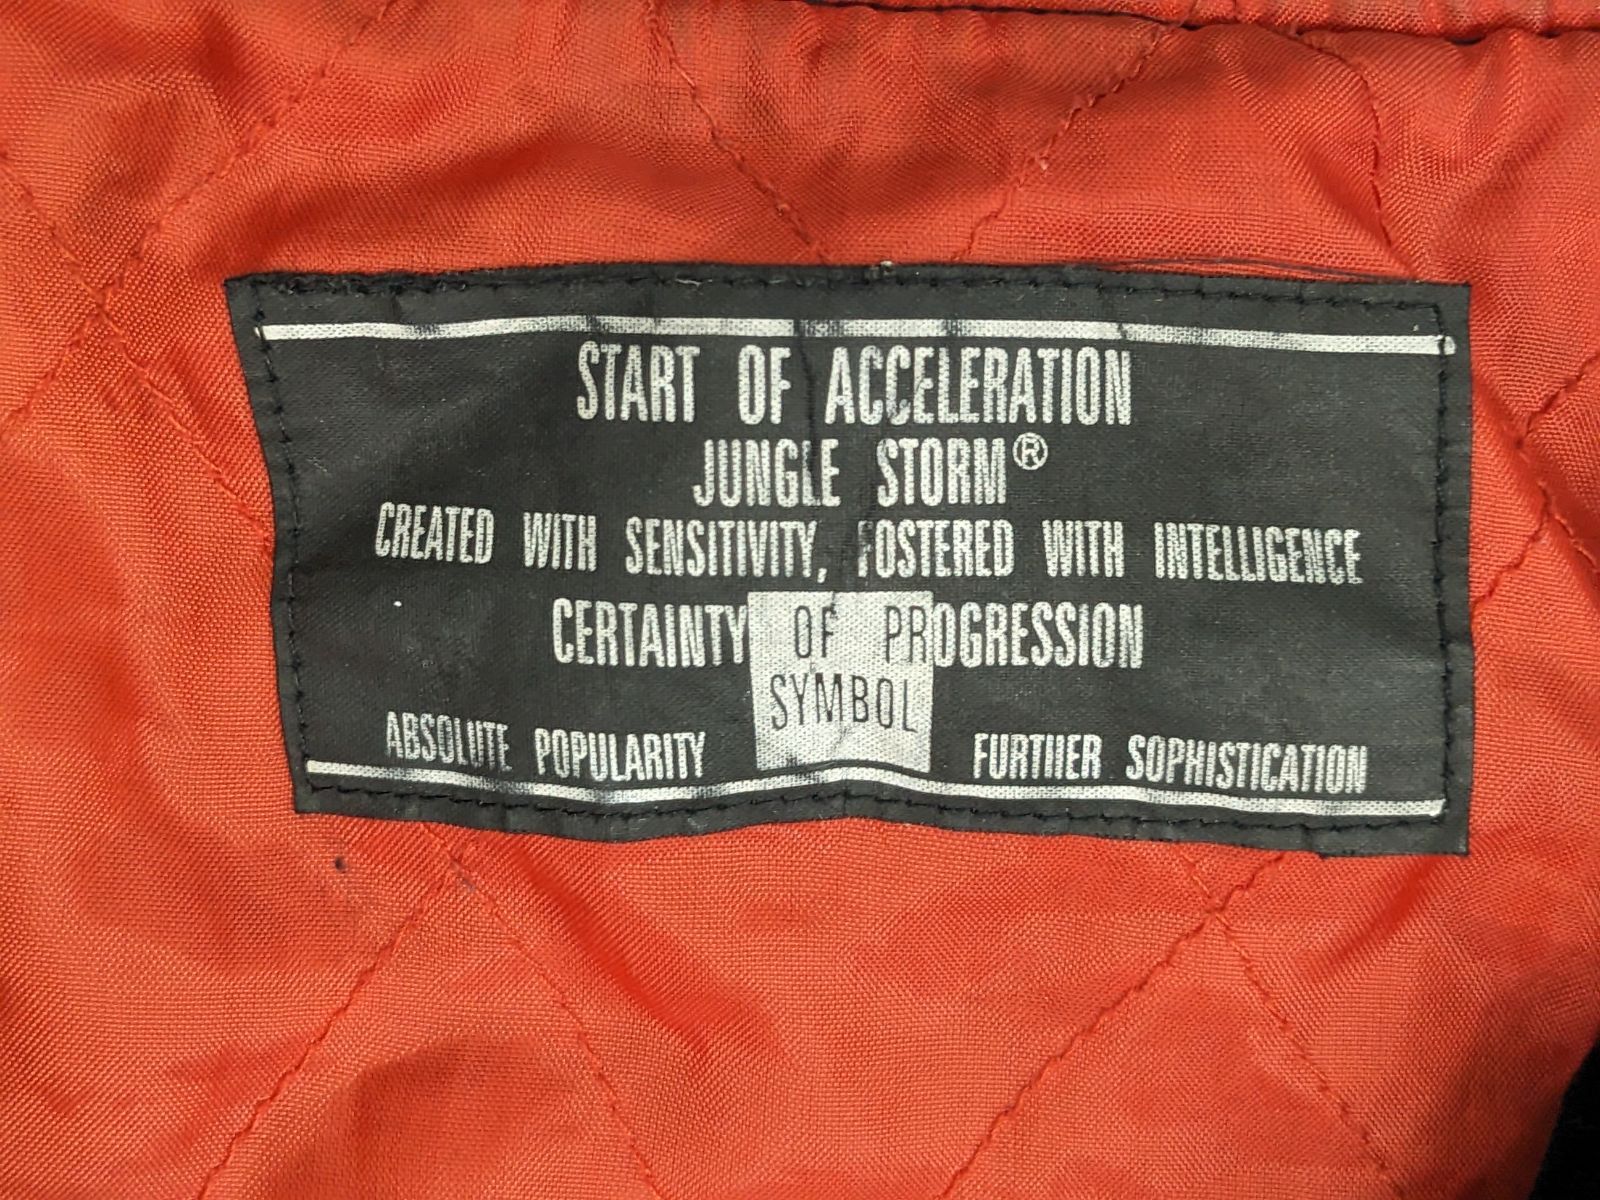 START OF ACCELERATION
JUNGLE STORM®
CREATED WITH SENSITIVITY, FOSTERED WITH INTELLIGENCE
CERTAINTY OF PROGRESSION
SYMBOL
ABSOLUTE POPULARITY FURTHER SOPHISTICATION